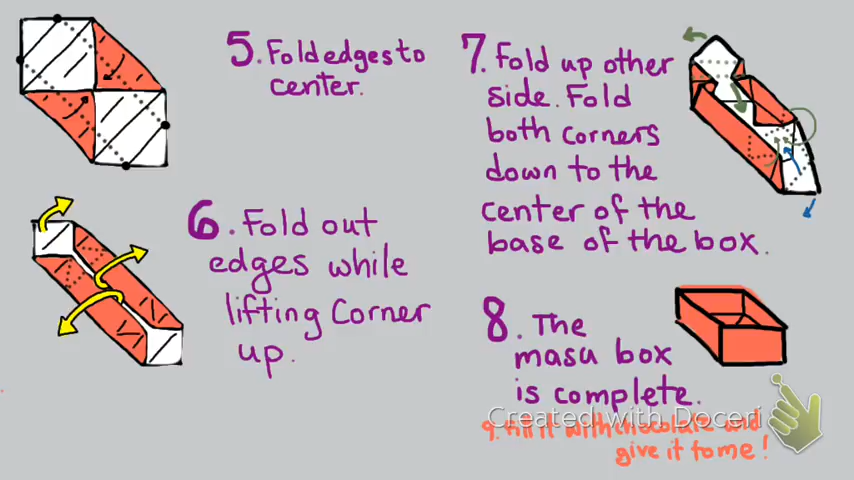 5. Fold edges to
center.
6. Fold out
edges while
lifting Corner
up.
7. Fold up other
side. Fold
both corners
down to the
center of the
base of the box.
8. The
masu box
is complete.
Created with Doceri
9. Fill it with chocolate and
give it to me!